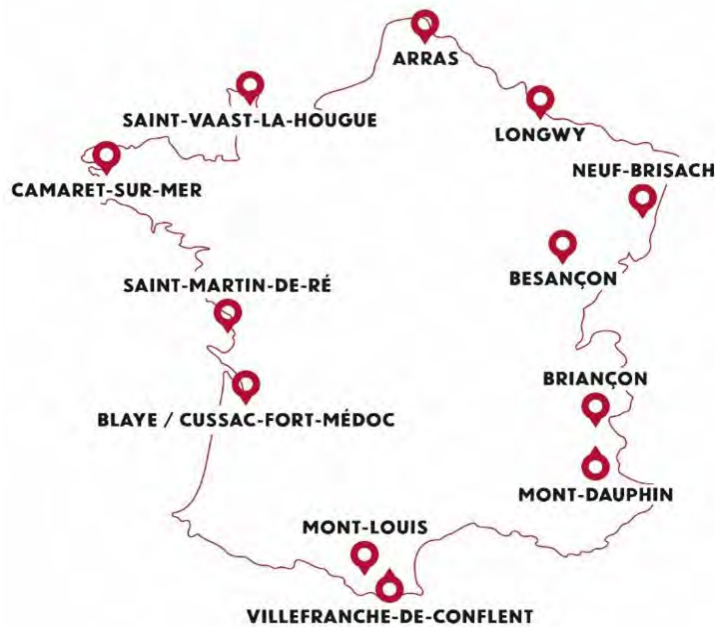 ARRAS
SAINT-VAAST-LA-HOUGUE
LONGWY
NEUF-BRISACH
CAMARET-SUR-MER
BESANÇON
SAINT-MARTIN-DE-RÉ
BRIANÇON
BLAYE / CUSSAC-FORT-MÉDOC
MONT-DAUPHIN
MONT-LOUIS
VILLEFRANCHE-DE-CONFLENT